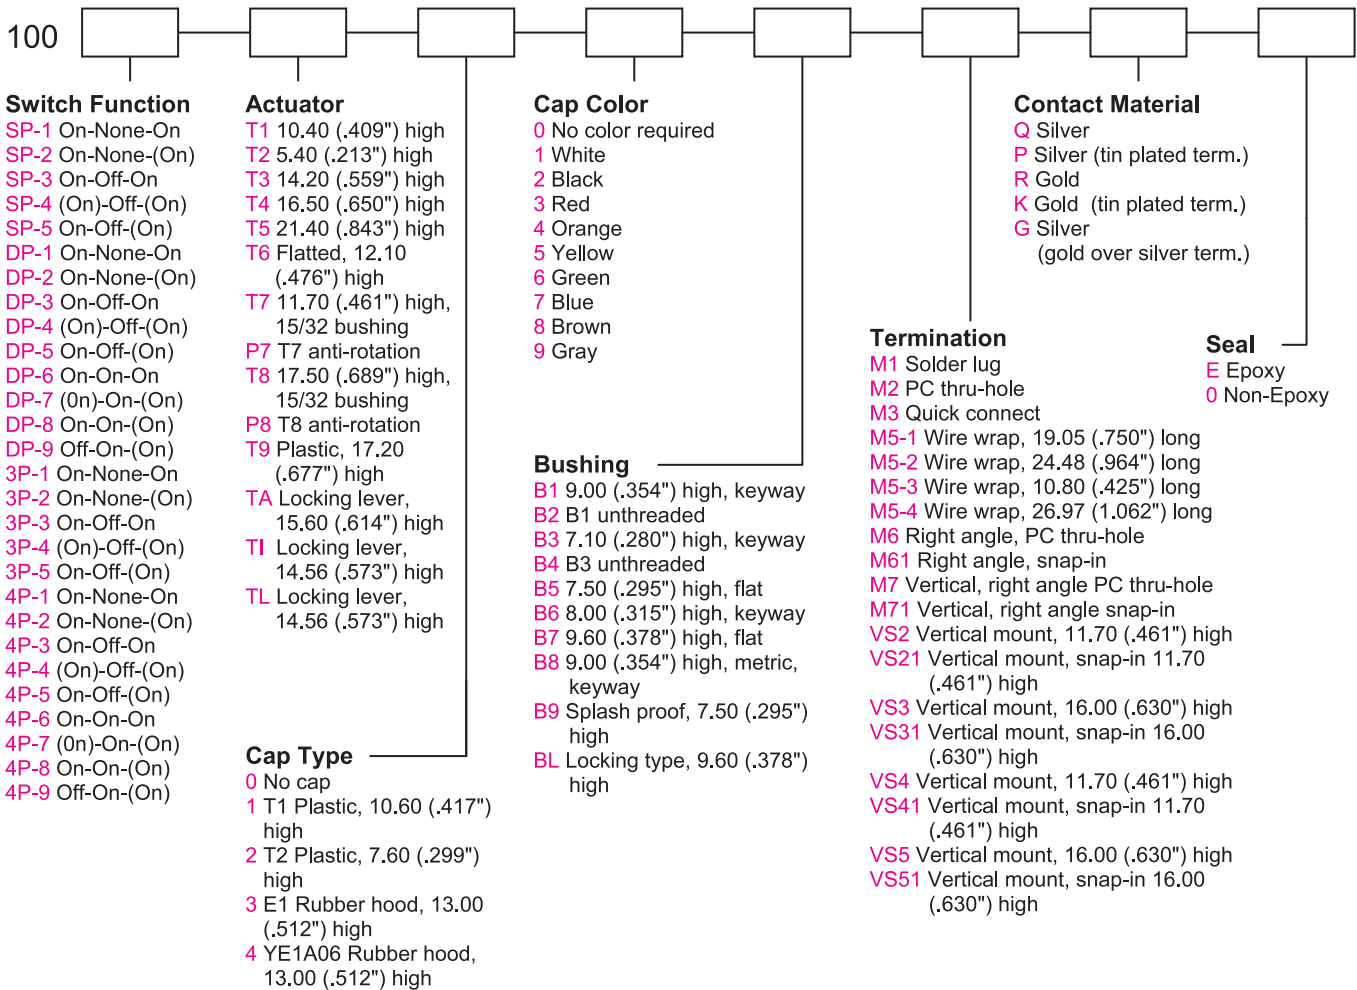 100
Switch Function
SP-1 On-None-On
SP-2 On-None-(On)
SP-3 On-Off-On
SP-4 (On)-Off-(On)
SP-5 On-Off-(On)
DP-1 On-None-On
DP-2 On-None-(On)
DP-3 On-Off-On
DP-4 (On)-Off-(On)
DP-5 On-Off-(On)
DP-6 On-On-On
DP-7 (0n)-On-(On)
DP-8 On-On-(On)
DP-9 Off-On-(On)
3P-1 On-None-On
3P-2 On-None-(On)
3P-3 On-Off-On
3P-4 (On)-Off-(On)
3P-5 On-Off-(On)
4P-1 On-None-On
4P-2 On-None-(On)
4P-3 On-Off-On
4P-4 (On)-Off-(On)
4P-5 On-Off-(On)
4P-6 On-On-On
4P-7 (0n)-On-(On)
4P-8 On-On-(On)
4P-9 Off-On-(On)
Actuator
T1 10.40 (.409") high
T2 5.40 (.213") high
T3 14.20 (.559") high
T4 16.50 (.650") high
T5 21.40 (.843") high
T6 Flatted, 12.10
(.476") high
T7 11.70 (.461") high,
15/32 bushing
P7 T7 anti-rotation
T8 17.50 (.689") high,
15/32 bushing
P8 T8 anti-rotation
T9 Plastic, 17.20
(.677") high
TA Locking lever,
15.60 (.614") high
TI Locking lever,
14.56 (.573") high
TL Locking lever,
14.56 (.573") high
Cap Type
0 No cap
1 T1 Plastic, 10.60 (.417")
high
2 T2 Plastic, 7.60 (.299")
high
3 E1 Rubber hood, 13.00
(.512") high
4 YE1A06 Rubber hood,
13.00 (.512") high
Cap Color
0 No color required
1 White
2 Black
3 Red
4 Orange
5 Yellow
6 Green
7 Blue
8 Brown
9 Gray
Bushing
B1 9.00 (.354") high, keyway
B2 B1 unthreaded
B3 7.10 (.280") high, keyway
B4 B3 unthreaded
B5 7.50 (.295") high, flat
B6 8.00 (.315") high, keyway
B7 9.60 (.378") high, flat
B8 9.00 (.354") high, metric,
keyway
B9 Splash proof, 7.50 (.295")
high
BL Locking type, 9.60 (.378")
high
Termination
M1 Solder lug
M2 PC thru-hole
M3 Quick connect
M5-1 Wire wrap, 19.05 (.750") long
M5-2 Wire wrap, 24.48 (.964") long
M5-3 Wire wrap, 10.80 (.425") long
M5-4 Wire wrap, 26.97 (1.062") long
M6 Right angle, PC thru-hole
M61 Right angle, snap-in
M7 Vertical, right angle PC thru-hole
M71 Vertical, right angle snap-in
VS2 Vertical mount, 11.70 (.461") high
VS21 Vertical mount, snap-in 11.70
(.461") high
VS3 Vertical mount, 16.00 (.630") high
VS31 Vertical mount, snap-in 16.00
(.630") high
VS4 Vertical mount, 11.70 (.461") high
VS41 Vertical mount, snap-in 11.70
(.461") high
VS5 Vertical mount, 16.00 (.630") high
VS51 Vertical mount, snap-in 16.00
(.630") high
Contact Material
Q Silver
P Silver (tin plated term.)
R Gold
K Gold (tin plated term.)
G Silver
(gold over silver term.)
Seal
E Epoxy
0 Non-Epoxy